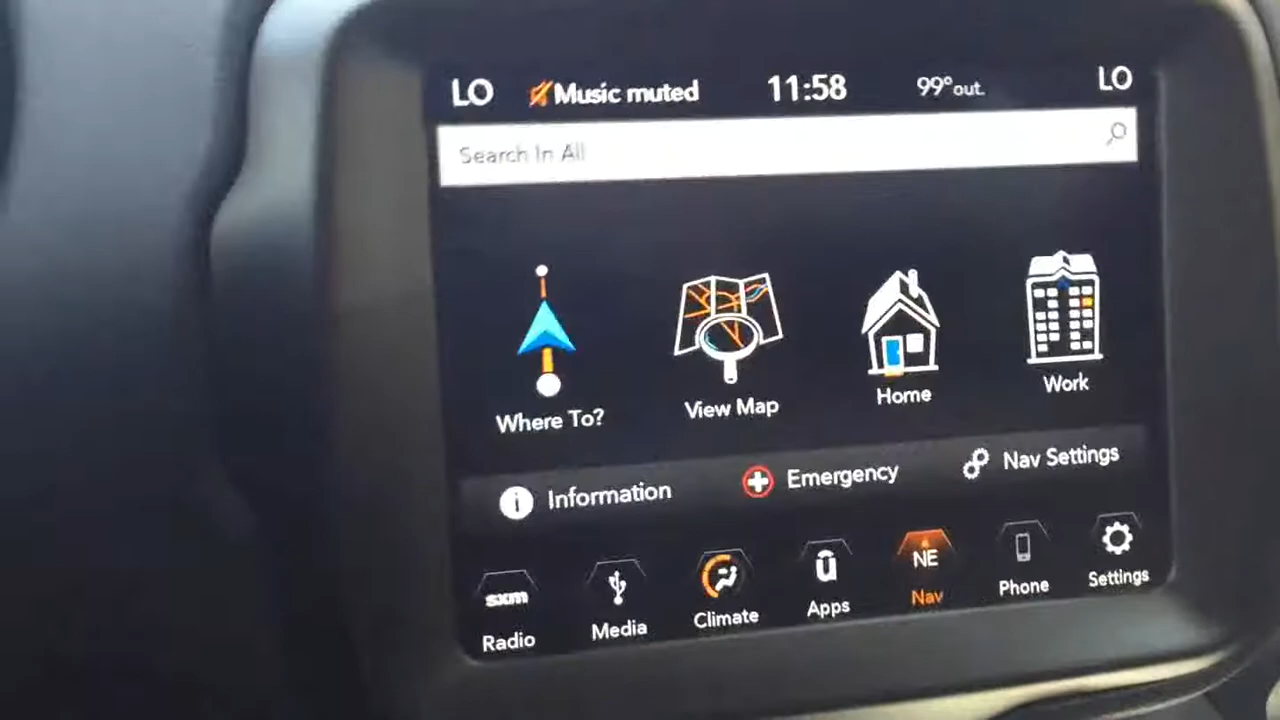 LO Music muted 11:58 99°out. LO
Search In All
Where To? View Map Home Work
i Information Emergency Nav Settings
sxm ū NE
Radio Media Climate Apps Nav Phone Settings